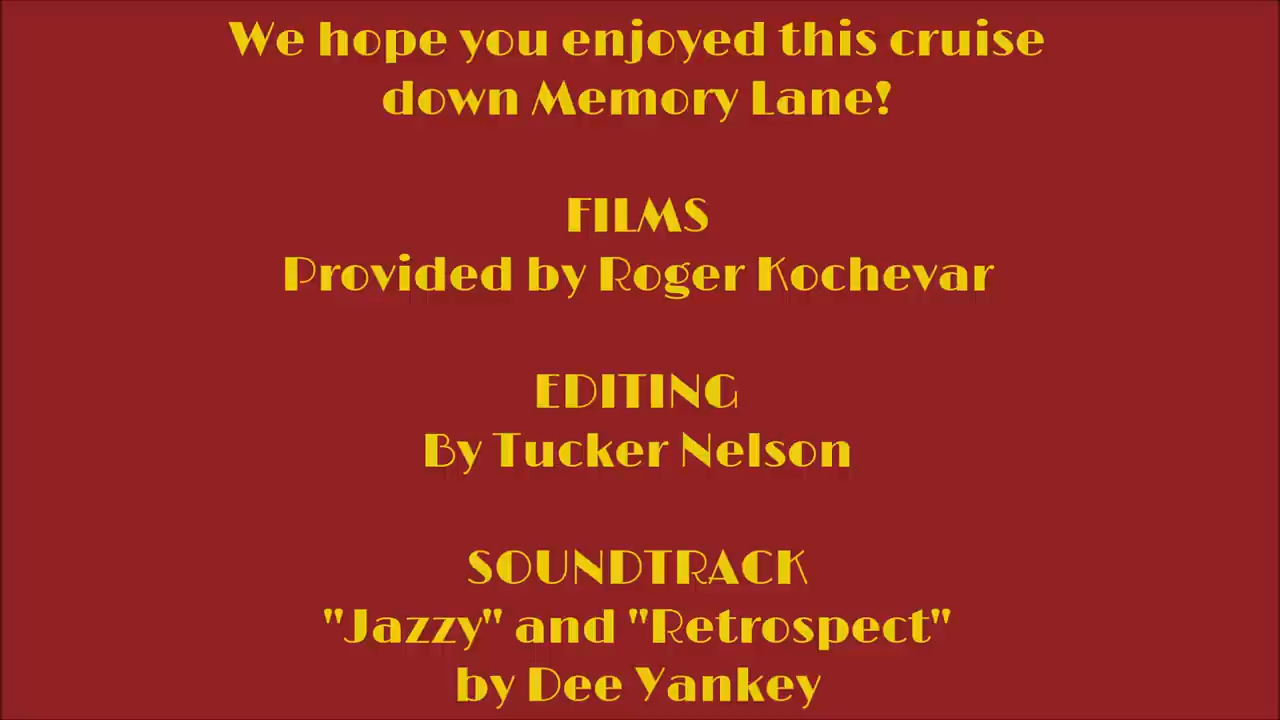 We hope you enjoyed this cruise
down Memory Lane!
FILMS
Provided by Roger Kochevar
EDITING
By Tucker Nelson
SOUNDTRACK
"Jazzy" and "Retrospect"
by Dee Yankey